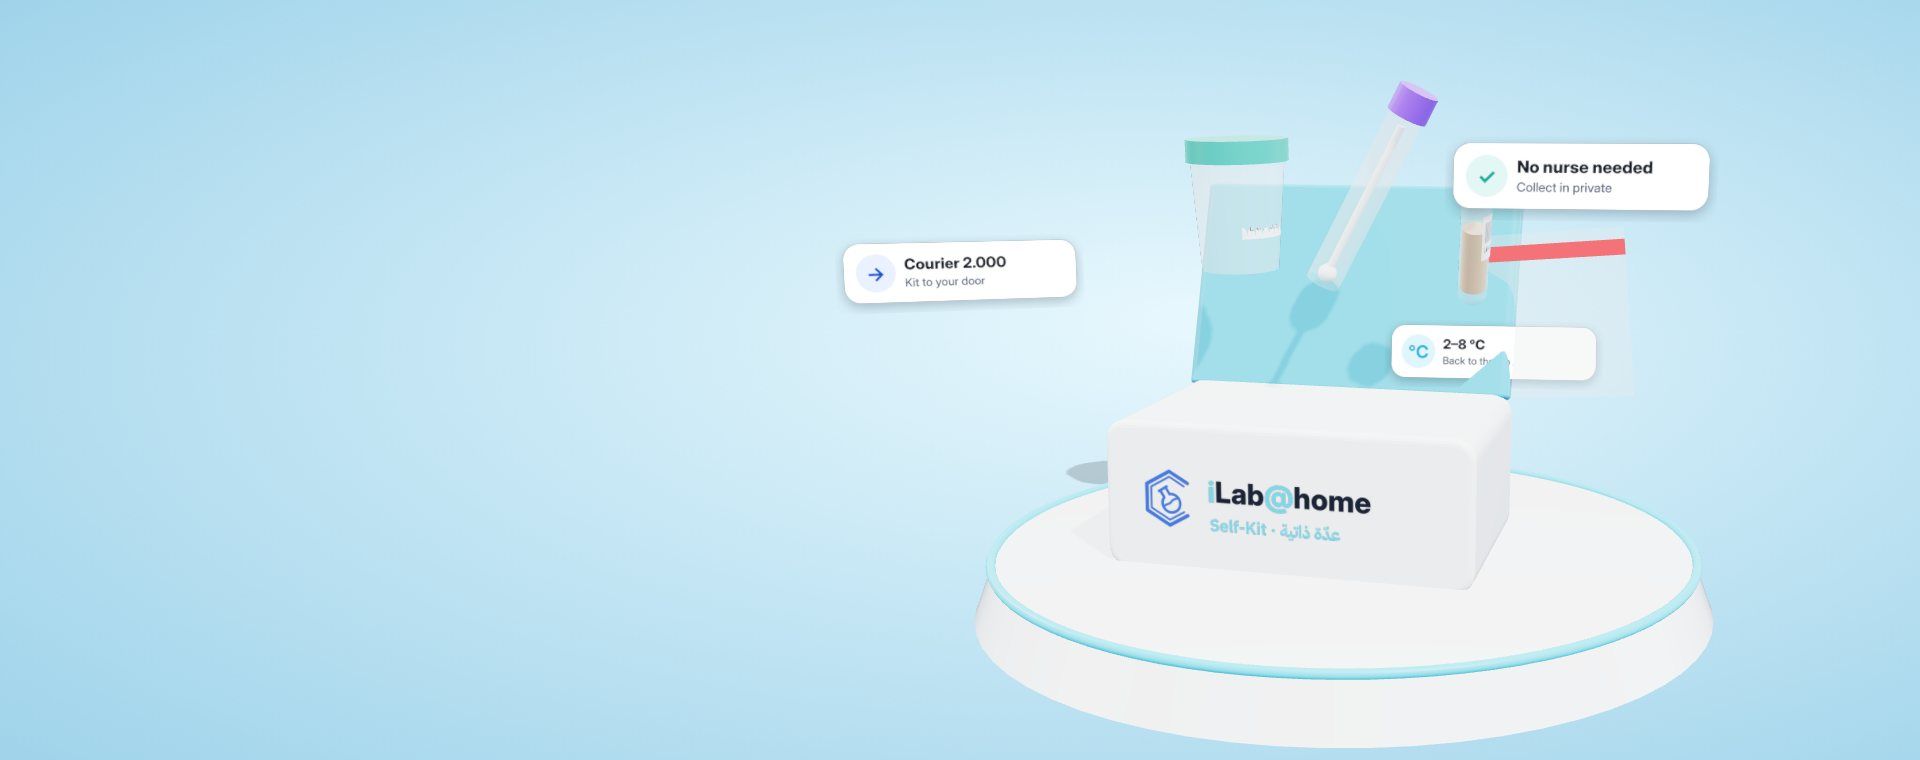 No nurse needed
Collect in private
Courier 2.000
Kit to your door
°C
2–8 °C
Back to
iLab@home
Self-Kit · عدّة ذاتية